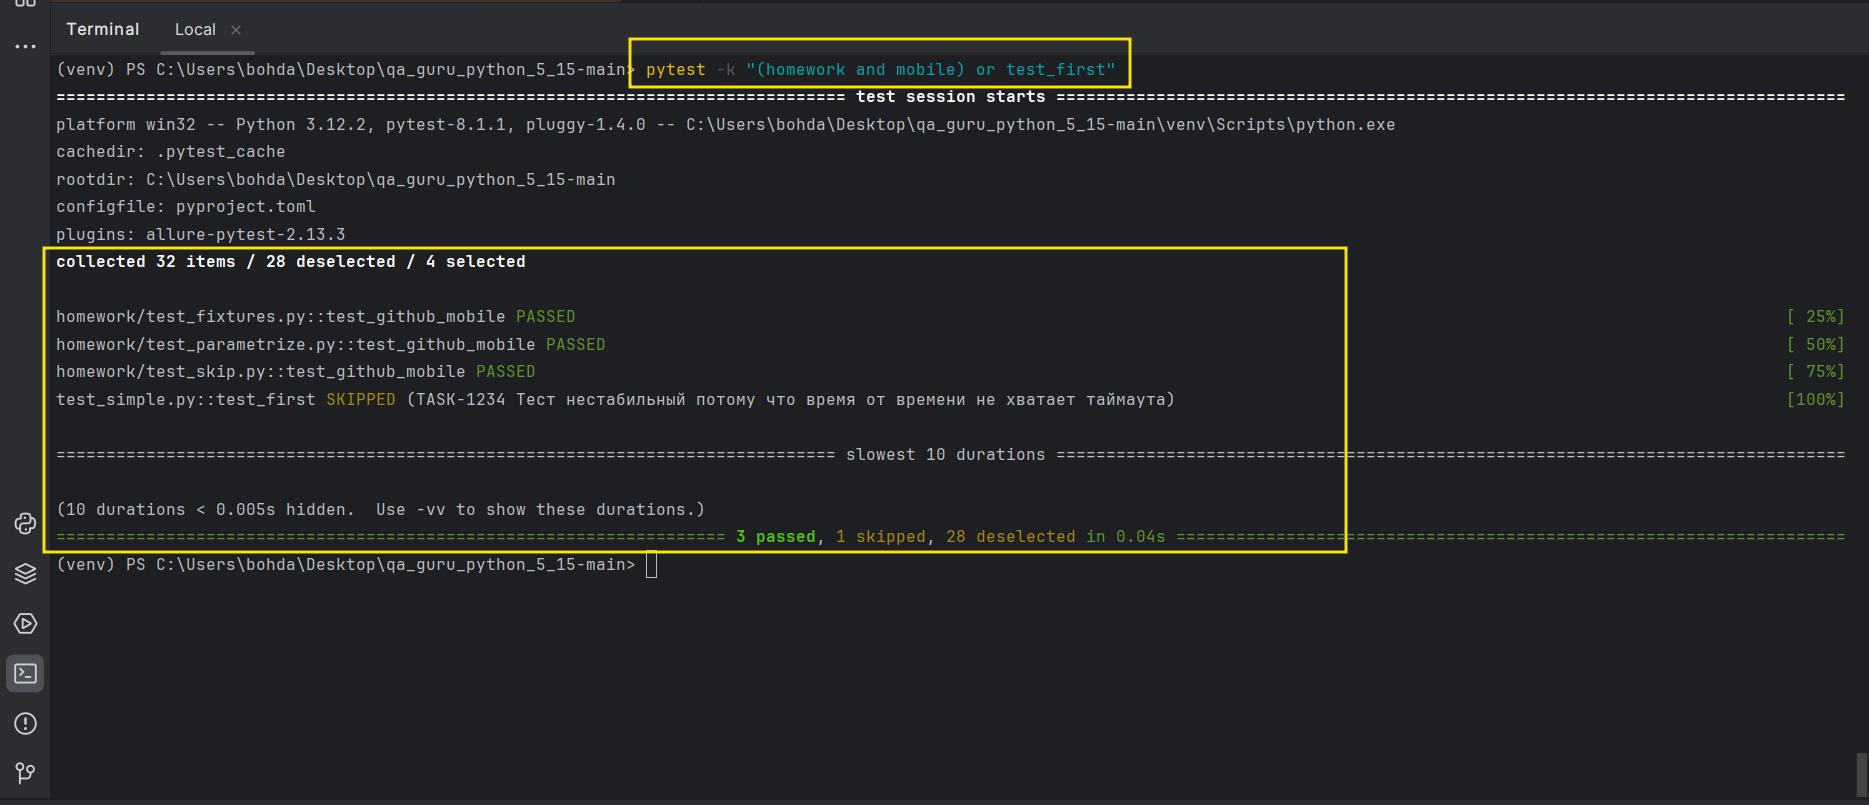 Terminal Local ×
(venv) PS C:\Users\bohda\Desktop\qa_guru_python_5_15-main> pytest -k "(homework and mobile) or test_first"
=============================================================================== test session starts ===============================================================================
platform win32 -- Python 3.12.2, pytest-8.1.1, pluggy-1.4.0 -- C:\Users\bohda\Desktop\qa_guru_python_5_15-main\venv\Scripts\python.exe
cachedir: .pytest_cache
rootdir: C:\Users\bohda\Desktop\qa_guru_python_5_15-main
configfile: pyproject.toml
plugins: allure-pytest-2.13.3
collected 32 items / 28 deselected / 4 selected
homework/test_fixtures.py::test_github_mobile PASSED [ 25%]
homework/test_parametrize.py::test_github_mobile PASSED [ 50%]
homework/test_skip.py::test_github_mobile PASSED [ 75%]
test_simple.py::test_first SKIPPED (TASK-1234 Тест нестабильный потому что время от времени не хватает таймаута) [100%]
============================================================================== slowest 10 durations ===============================================================================
(10 durations < 0.005s hidden.  Use -vv to show these durations.)
=================================================================== 3 passed, 1 skipped, 28 deselected in 0.04s ===================================================================
(venv) PS C:\Users\bohda\Desktop\qa_guru_python_5_15-main>